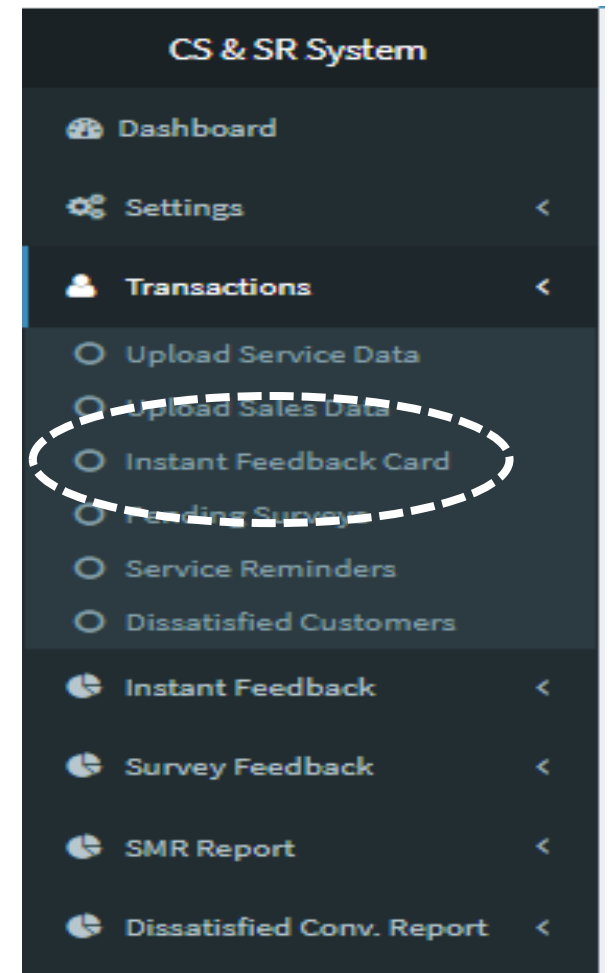 CS & SR System
Dashboard
Settings
Transactions
Upload Service Data
Upload Sales Data
Instant Feedback Card
Pending Surveys
Service Reminders
Dissatisfied Customers
Instant Feedback
Survey Feedback
SMR Report
Dissatisfied Conv. Report